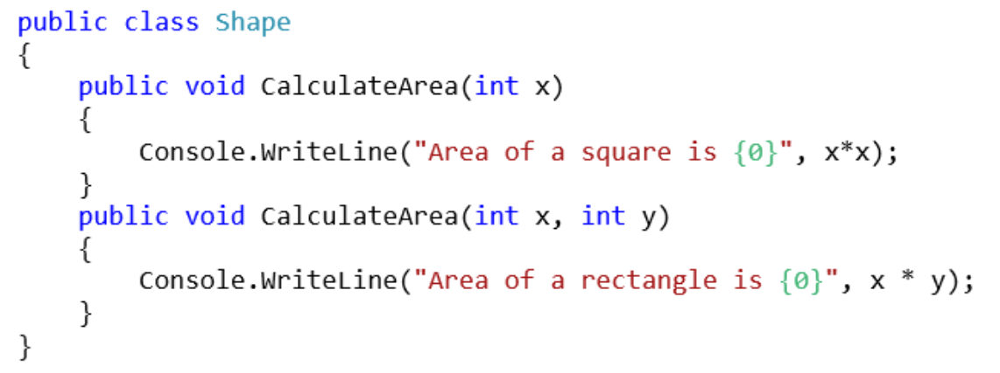 public class Shape
{
    public void CalculateArea(int x)
    {
        Console.WriteLine("Area of a square is {0}", x*x);
    }
    public void CalculateArea(int x, int y)
    {
        Console.WriteLine("Area of a rectangle is {0}", x * y);
    }
}